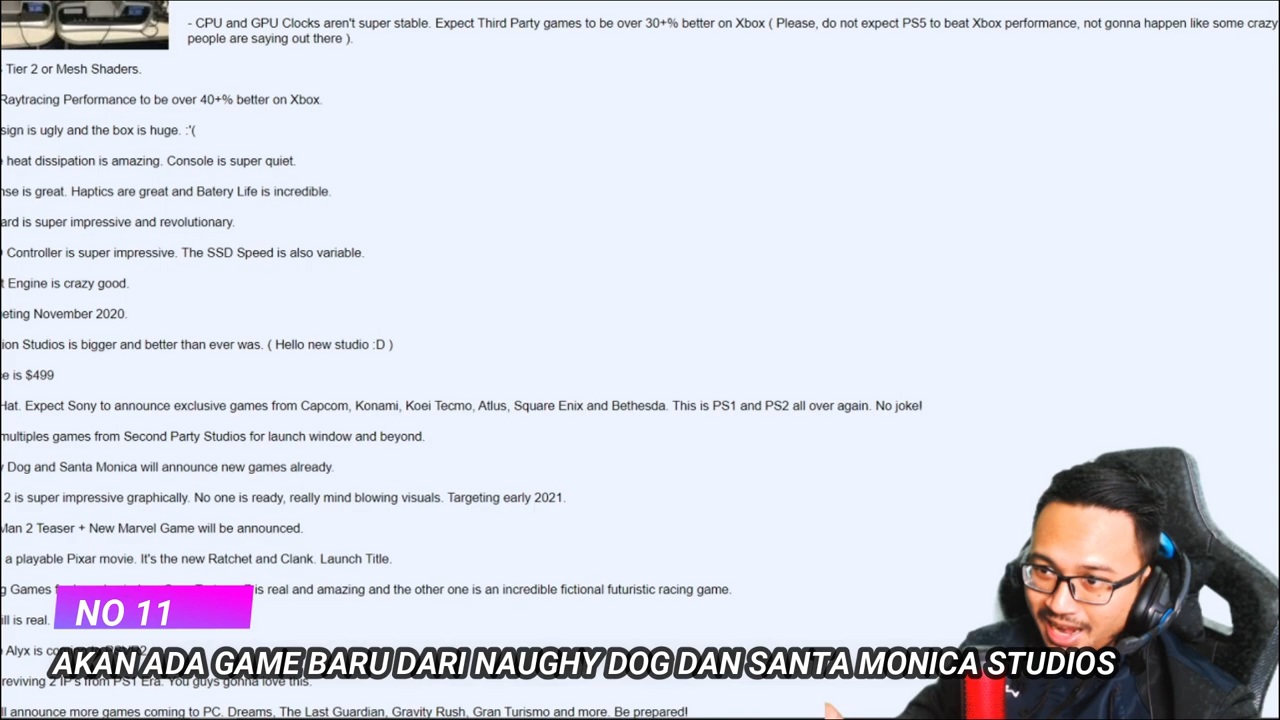 - CPU and GPU Clocks aren't super stable. Expect Third Party games to be over 30+% better on Xbox ( Please, do not expect PS5 to beat Xbox performance, not gonna happen like some crazy
people are saying out there ).
Tier 2 or Mesh Shaders.
Raytracing Performance to be over 40+% better on Xbox.
sign is ugly and the box is huge. :'(
heat dissipation is amazing. Console is super quiet.
nse is great. Haptics are great and Batery Life is incredible.
ard is super impressive and revolutionary.
Controller is super impressive. The SSD Speed is also variable.
t Engine is crazy good.
eting November 2020.
ion Studios is bigger and better than ever was. ( Hello new studio :D )
e is $499
Hat. Expect Sony to announce exclusive games from Capcom, Konami, Koei Tecmo, Atlus, Square Enix and Bethesda. This is PS1 and PS2 all over again. No joke!
multiples games from Second Party Studios for launch window and beyond.
y Dog and Santa Monica will announce new games already.
2 is super impressive graphically. No one is ready, really mind blowing visuals. Targeting early 2021.
Man 2 Teaser + New Marvel Game will be announced.
a playable Pixar movie. It's the new Ratchet and Clank. Launch Title.
g Games is real and amazing and the other one is an incredible fictional futuristic racing game.
ill is real.
NO 11
Alyx is
AKAN ADA GAME BARU DARI NAUGHY DOG DAN SANTA MONICA STUDIOS
reviving 2 IP's from PS1 Era. You guys gonna love this.
ll announce more games coming to PC. Dreams, The Last Guardian, Gravity Rush, Gran Turismo and more. Be prepared!